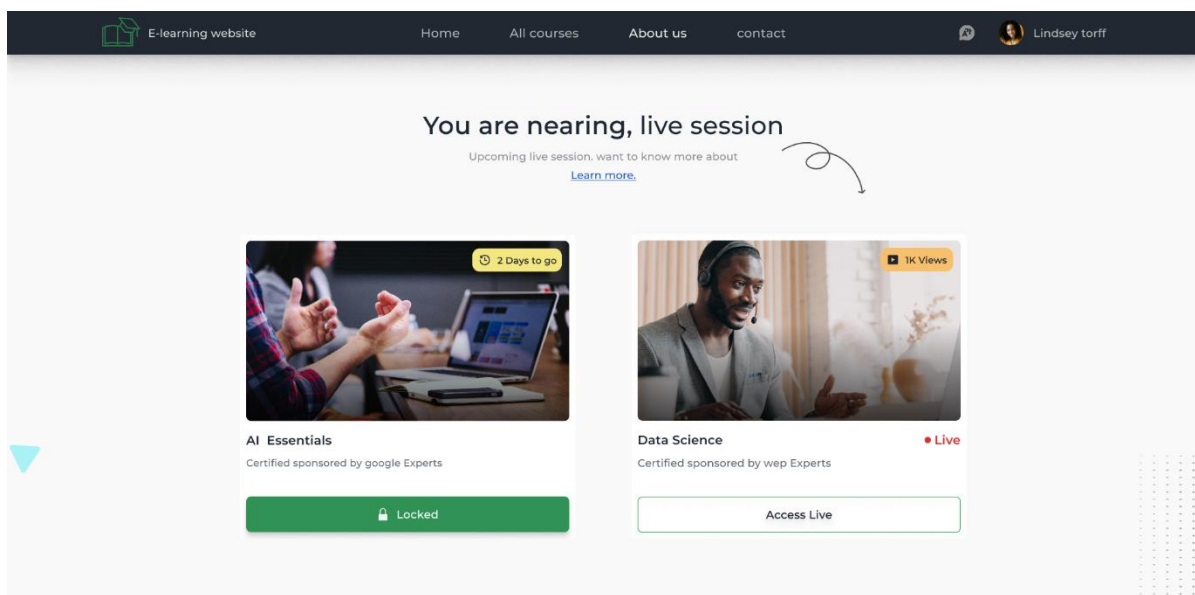 E-learning website
Home
All courses
About us
contact
Lindsey torff
You are nearing, live session
Upcoming live session. want to know more about
Learn more.
2 Days to go
1K Views
AI Essentials
Certified sponsored by google Experts
Locked
Data Science
Live
Certified sponsored by wep Experts
Access Live